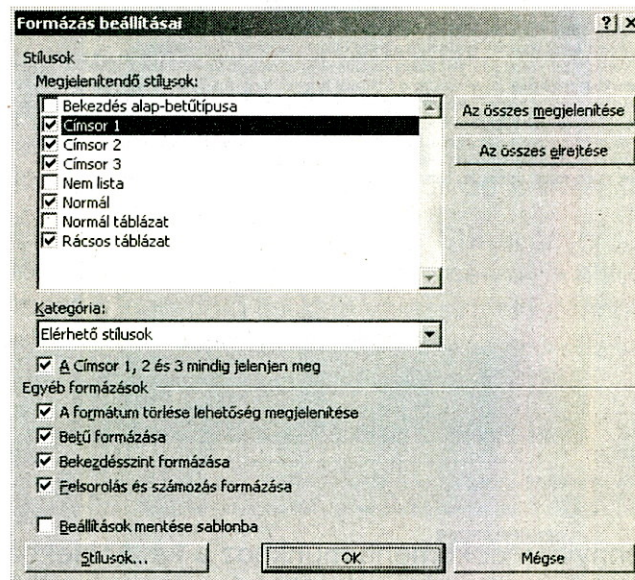 Formázás beállításai
Stílusok
Megjelenítendő stílusok:
Bekezdés alap-betűtípusa
Címsor 1
Címsor 2
Címsor 3
Nem lista
Normál
Normál táblázat
Rácsos táblázat
Az összes megjelenítése
Az összes elrejtése
Kategória:
Elérhető stílusok
A Címsor 1, 2 és 3 mindig jelenjen meg
Egyéb formázások
A formátum törlése lehetőség megjelenítése
Betű formázása
Bekezdésszint formázása
Felsorolás és számozás formázása
Beállítások mentése sablonba
Stílusok...
OK
Mégse